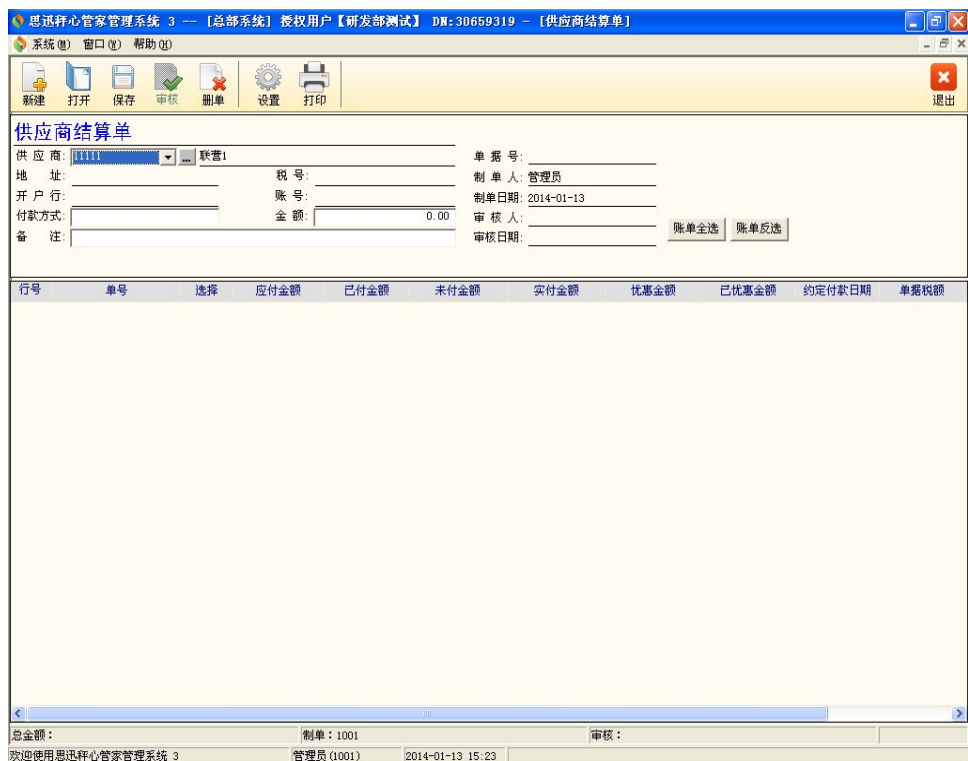 思迅秤心管家管理系统 3 -- [总部系统] 授权用户【研发部测试】 DN:30659319 - [供应商结算单]
系统(M) 窗口(W) 帮助(H)
新建 打开 保存 审核 删单 设置 打印 退出
供应商结算单
供 应 商: 11111 ... 联营1 单 据 号:
地 址: 税 号: 制 单 人: 管理员
开 户 行: 账 号: 制单日期: 2014-01-13
付款方式: 金 额: 0.00 审 核 人:
账单全选 账单反选
备 注: 审核日期:
行号 单号 选择 应付金额 已付金额 未付金额 实付金额 优惠金额 已优惠金额 约定付款日期 单据税额
总金额: 制单:1001 审核:
欢迎使用思迅秤心管家管理系统 3 管理员(1001) 2014-01-13 15:23